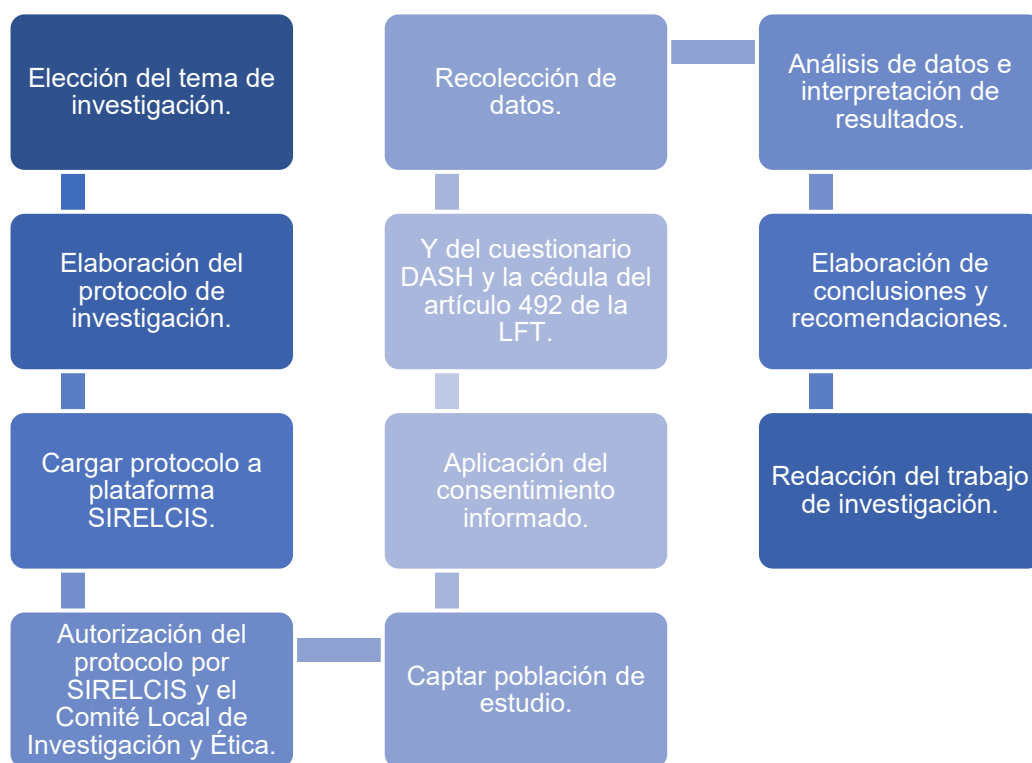 Elección del tema de
investigación.
Elaboración del
protocolo de
investigación.
Cargar protocolo a
plataforma
SIRELCIS.
Autorización del
protocolo por
SIRELCIS y el
Comité Local de
Investigación y Ética.
Captar población de
estudio.
Aplicación del
consentimiento
informado.
Y del cuestionario
DASH y la cédula del
artículo 492 de la
LFT.
Recolección de
datos.
Análisis de datos e
interpretación de
resultados.
Elaboración de
conclusiones y
recomendaciones.
Redacción del trabajo
de investigación.